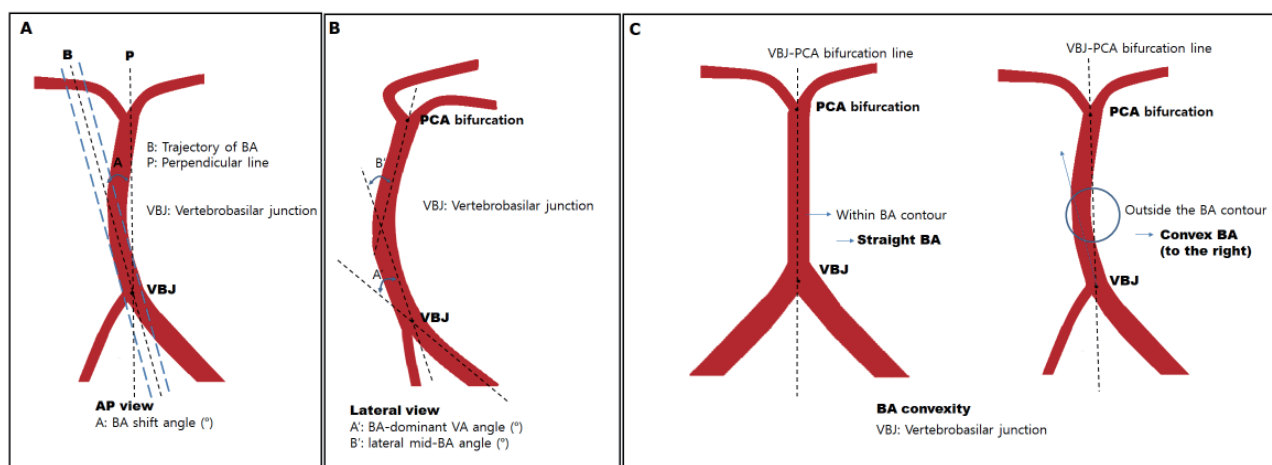 A
B
P
A
B: Trajectory of BA
P: Perpendicular line
VBJ: Vertebrobasilar junction
VBJ
AP view
A: BA shift angle (°)
B
PCA bifurcation
B'
VBJ: Vertebrobasilar junction
A'
VBJ
Lateral view
A': BA-dominant VA angle (°)
B': lateral mid-BA angle (°)
C
VBJ-PCA bifurcation line
PCA bifurcation
Within BA contour
Straight BA
VBJ
VBJ-PCA bifurcation line
PCA bifurcation
Outside the BA contour
Convex BA
(to the right)
VBJ
BA convexity
VBJ: Vertebrobasilar junction